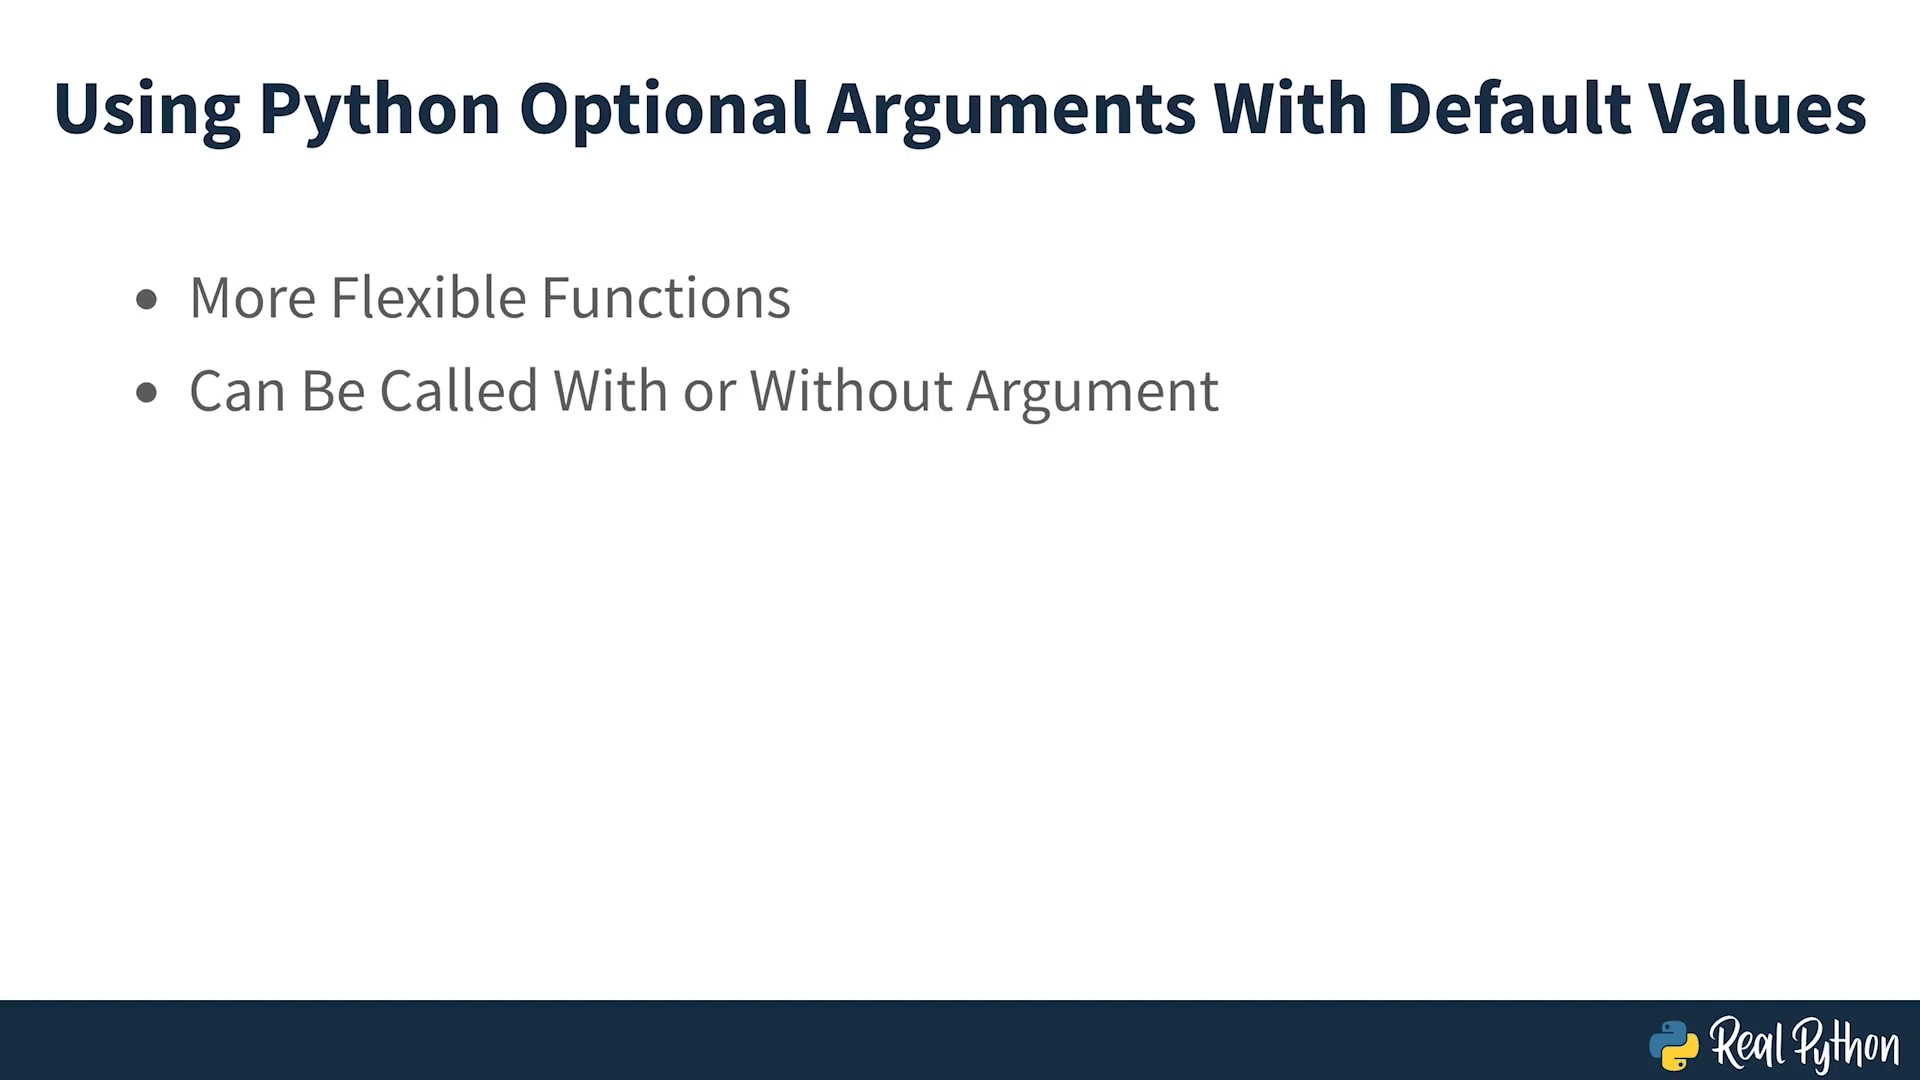 Using Python Optional Arguments With Default Values
• More Flexible Functions
• Can Be Called With or Without Argument
Real Python